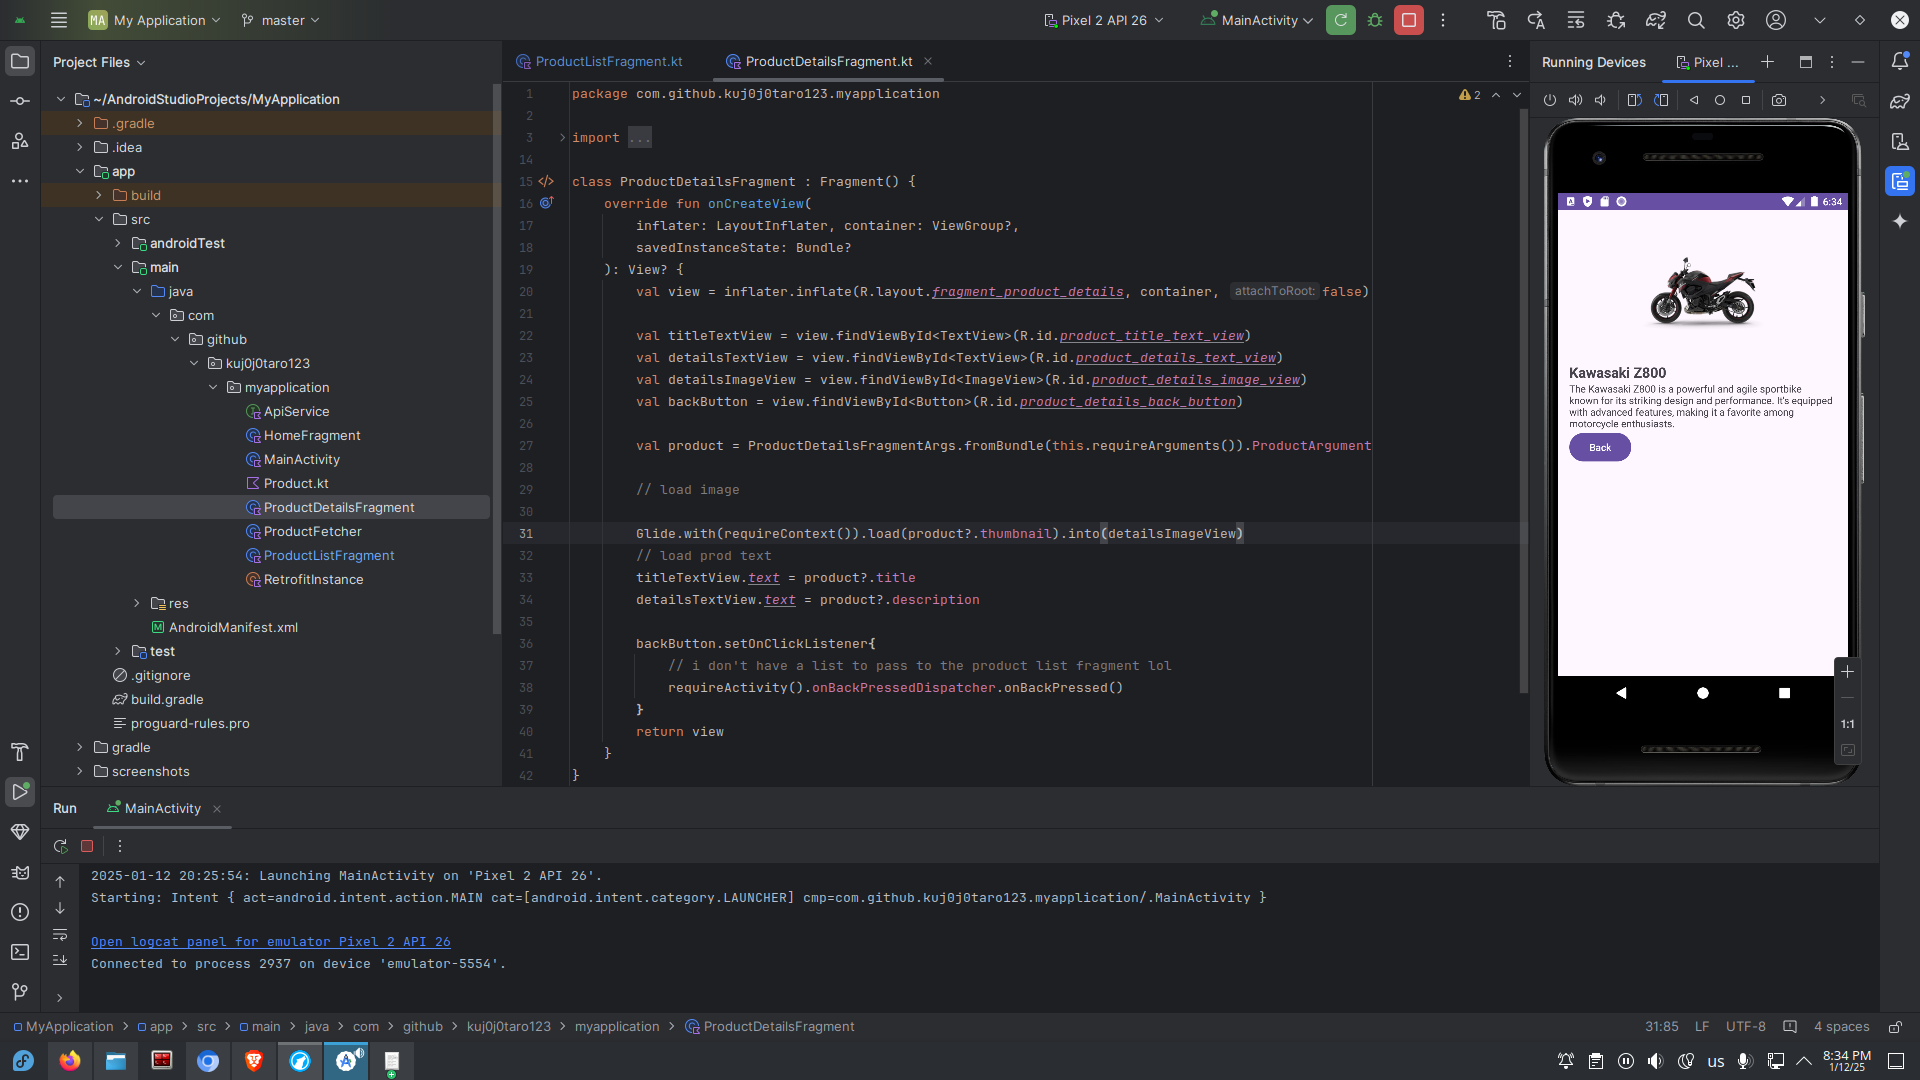 MA My Application master Pixel 2 API 26 MainActivity
Project Files
~/AndroidStudioProjects/MyApplication
.gradle
.idea
app
build
src
androidTest
main
java
com
github
kuj0j0taro123
myapplication
ApiService
HomeFragment
MainActivity
Product.kt
ProductDetailsFragment
ProductFetcher
ProductListFragment
RetrofitInstance
res
AndroidManifest.xml
test
.gitignore
build.gradle
proguard-rules.pro
gradle
screenshots
ProductListFragment.kt ProductDetailsFragment.kt
2
1 package com.github.kuj0j0taro123.myapplication
2
3 import ...
14
15 class ProductDetailsFragment : Fragment() {
16 override fun onCreateView(
17 inflater: LayoutInflater, container: ViewGroup?,
18 savedInstanceState: Bundle?
19 ): View? {
20 val view = inflater.inflate(R.layout.fragment_product_details, container, attachToRoot: false)
21
22 val titleTextView = view.findViewById<TextView>(R.id.product_title_text_view)
23 val detailsTextView = view.findViewById<TextView>(R.id.product_details_text_view)
24 val detailsImageView = view.findViewById<ImageView>(R.id.product_details_image_view)
25 val backButton = view.findViewById<Button>(R.id.product_details_back_button)
26
27 val product = ProductDetailsFragmentArgs.fromBundle(this.requireArguments()).ProductArgument
28
29 // load image
30
31 Glide.with(requireContext()).load(product?.thumbnail).into(detailsImageView)
32 // load prod text
33 titleTextView.text = product?.title
34 detailsTextView.text = product?.description
35
36 backButton.setOnClickListener{
37 // i don't have a list to pass to the product list fragment lol
38 requireActivity().onBackPressedDispatcher.onBackPressed()
39 }
40 return view
41 }
42 }
Running Devices Pixel ...
6:34
Kawasaki Z800
The Kawasaki Z800 is a powerful and agile sportbike
known for its striking design and performance. It's equipped
with advanced features, making it a favorite among
motorcycle enthusiasts.
Back
1:1
Run MainActivity
2025-01-12 20:25:54: Launching MainActivity on 'Pixel 2 API 26'.
Starting: Intent { act=android.intent.action.MAIN cat=[android.intent.category.LAUNCHER] cmp=com.github.kuj0j0taro123.myapplication/.MainActivity }
Open logcat panel for emulator Pixel 2 API 26
Connected to process 2937 on device 'emulator-5554'.
MyApplication app src main java com github kuj0j0taro123 myapplication ProductDetailsFragment
31:85 LF UTF-8 4 spaces
us
8:34 PM
1/12/25